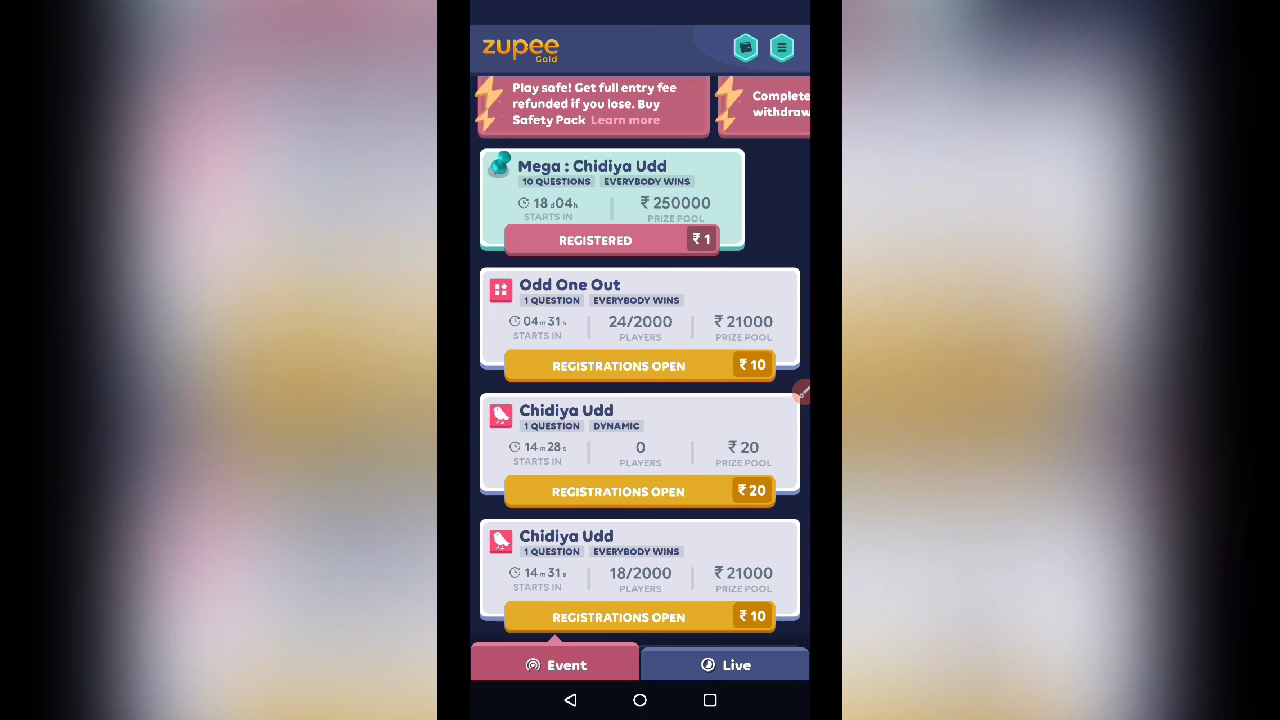 zupee
Gold
Play safe! Get full entry fee
refunded if you lose. Buy
Safety Pack Learn more
Complete
withdraw
Mega : Chidiya Udd
10 QUESTIONS EVERYBODY WINS
18 d 04 h ₹ 250000
STARTS IN PRIZE POOL
REGISTERED ₹ 1
Odd One Out
1 QUESTION EVERYBODY WINS
04 m 31 s 24/2000 ₹ 21000
STARTS IN PLAYERS PRIZE POOL
REGISTRATIONS OPEN ₹ 10
Chidiya Udd
1 QUESTION DYNAMIC
14 m 28 s 0 ₹ 20
STARTS IN PLAYERS PRIZE POOL
REGISTRATIONS OPEN ₹ 20
Chidiya Udd
1 QUESTION EVERYBODY WINS
14 m 31 s 18/2000 ₹ 21000
STARTS IN PLAYERS PRIZE POOL
REGISTRATIONS OPEN ₹ 10
Event Live